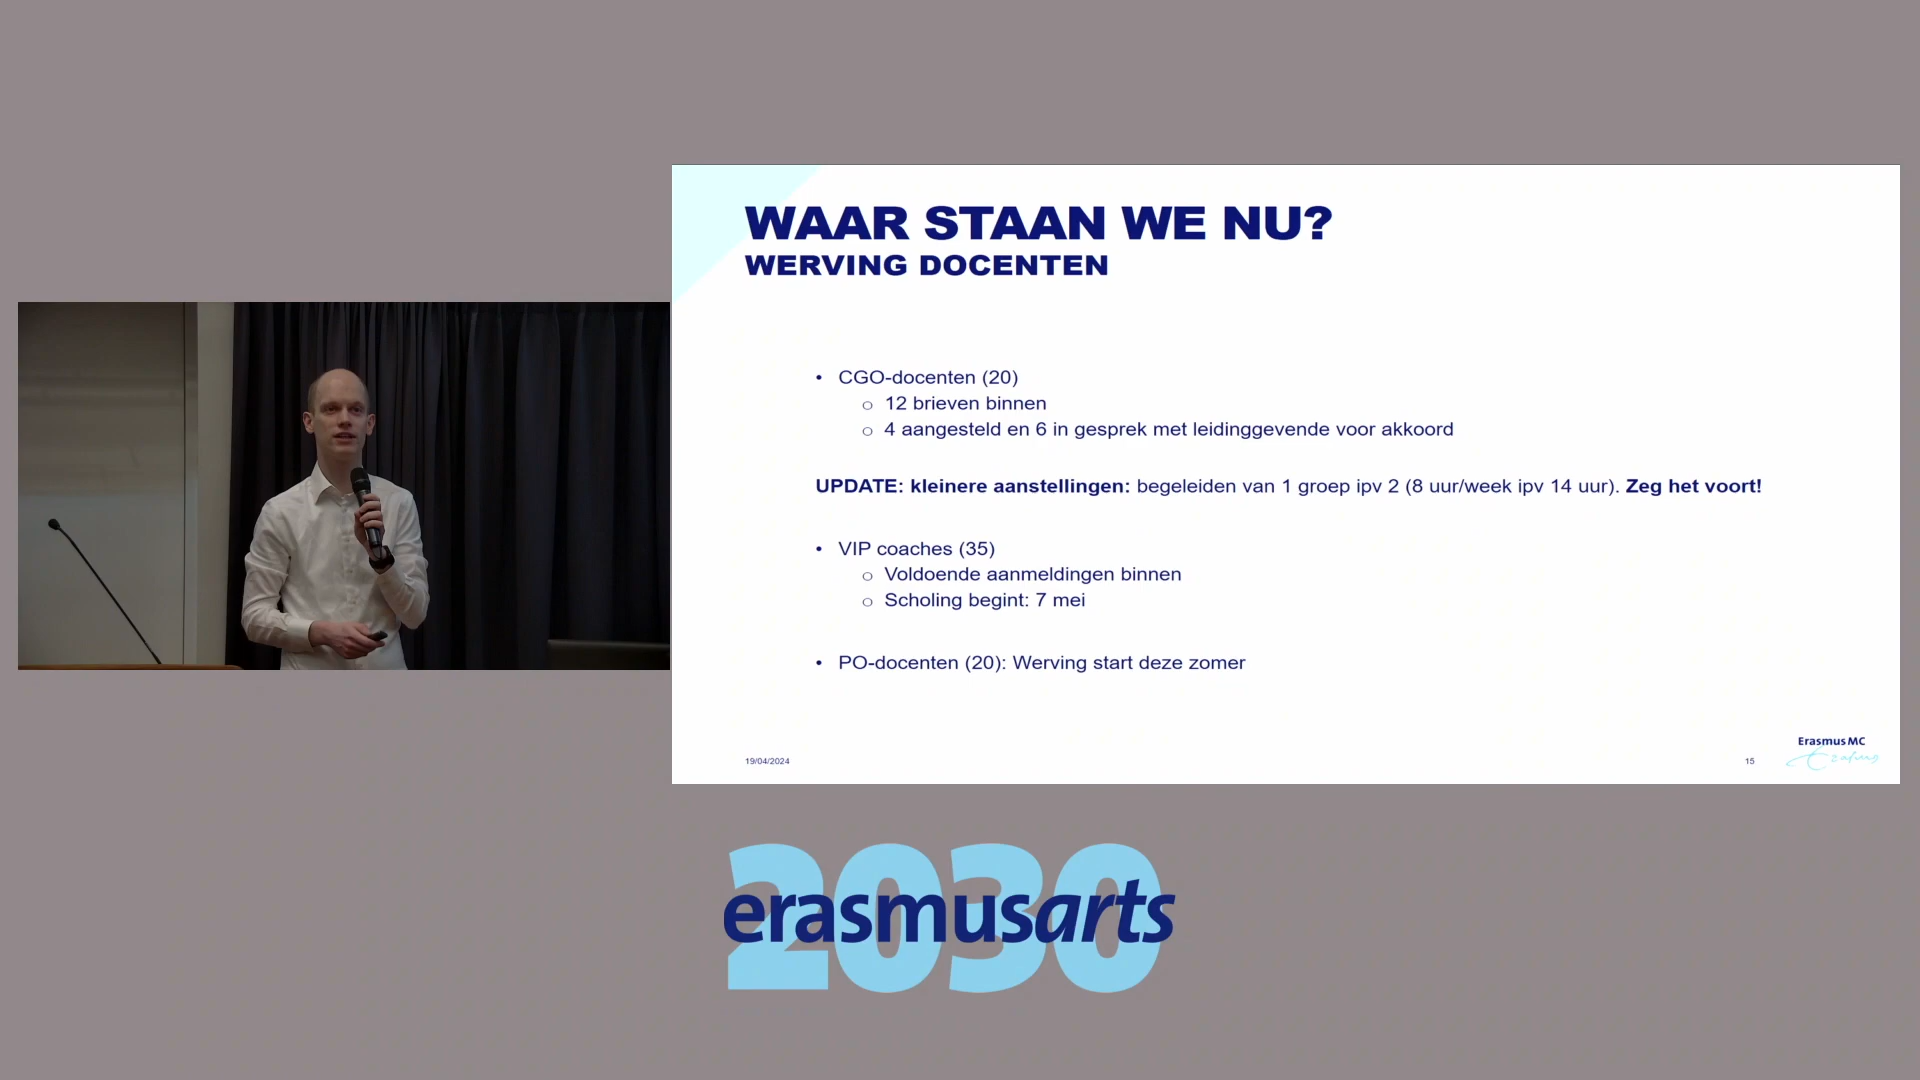 WAAR STAAN WE NU?
WERVING DOCENTEN
• CGO-docenten (20)
o 12 brieven binnen
o 4 aangesteld en 6 in gesprek met leidinggevende voor akkoord
UPDATE: kleinere aanstellingen: begeleiden van 1 groep ipv 2 (8 uur/week ipv 14 uur). Zeg het voort!
• VIP coaches (35)
o Voldoende aanmeldingen binnen
o Scholing begint: 7 mei
• PO-docenten (20): Werving start deze zomer
19/04/2024
15
Erasmus MC
Erasmus
2030
erasmusarts